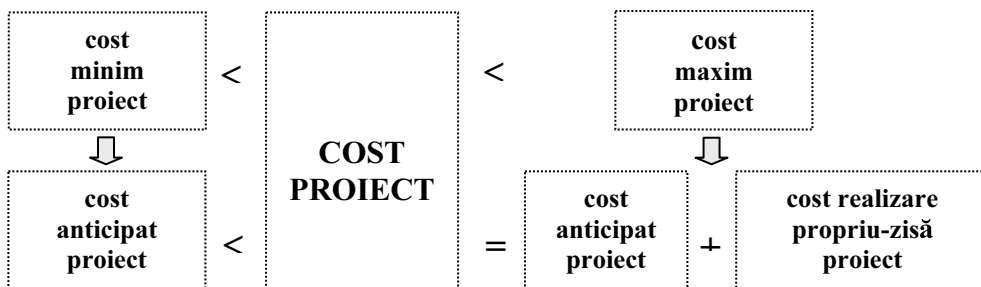 cost
minim
proiect
<
COST
PROIECT
<
cost
maxim
proiect
cost
anticipat
proiect
<
=
cost
anticipat
proiect
+
cost realizare
propriu-zisă
proiect